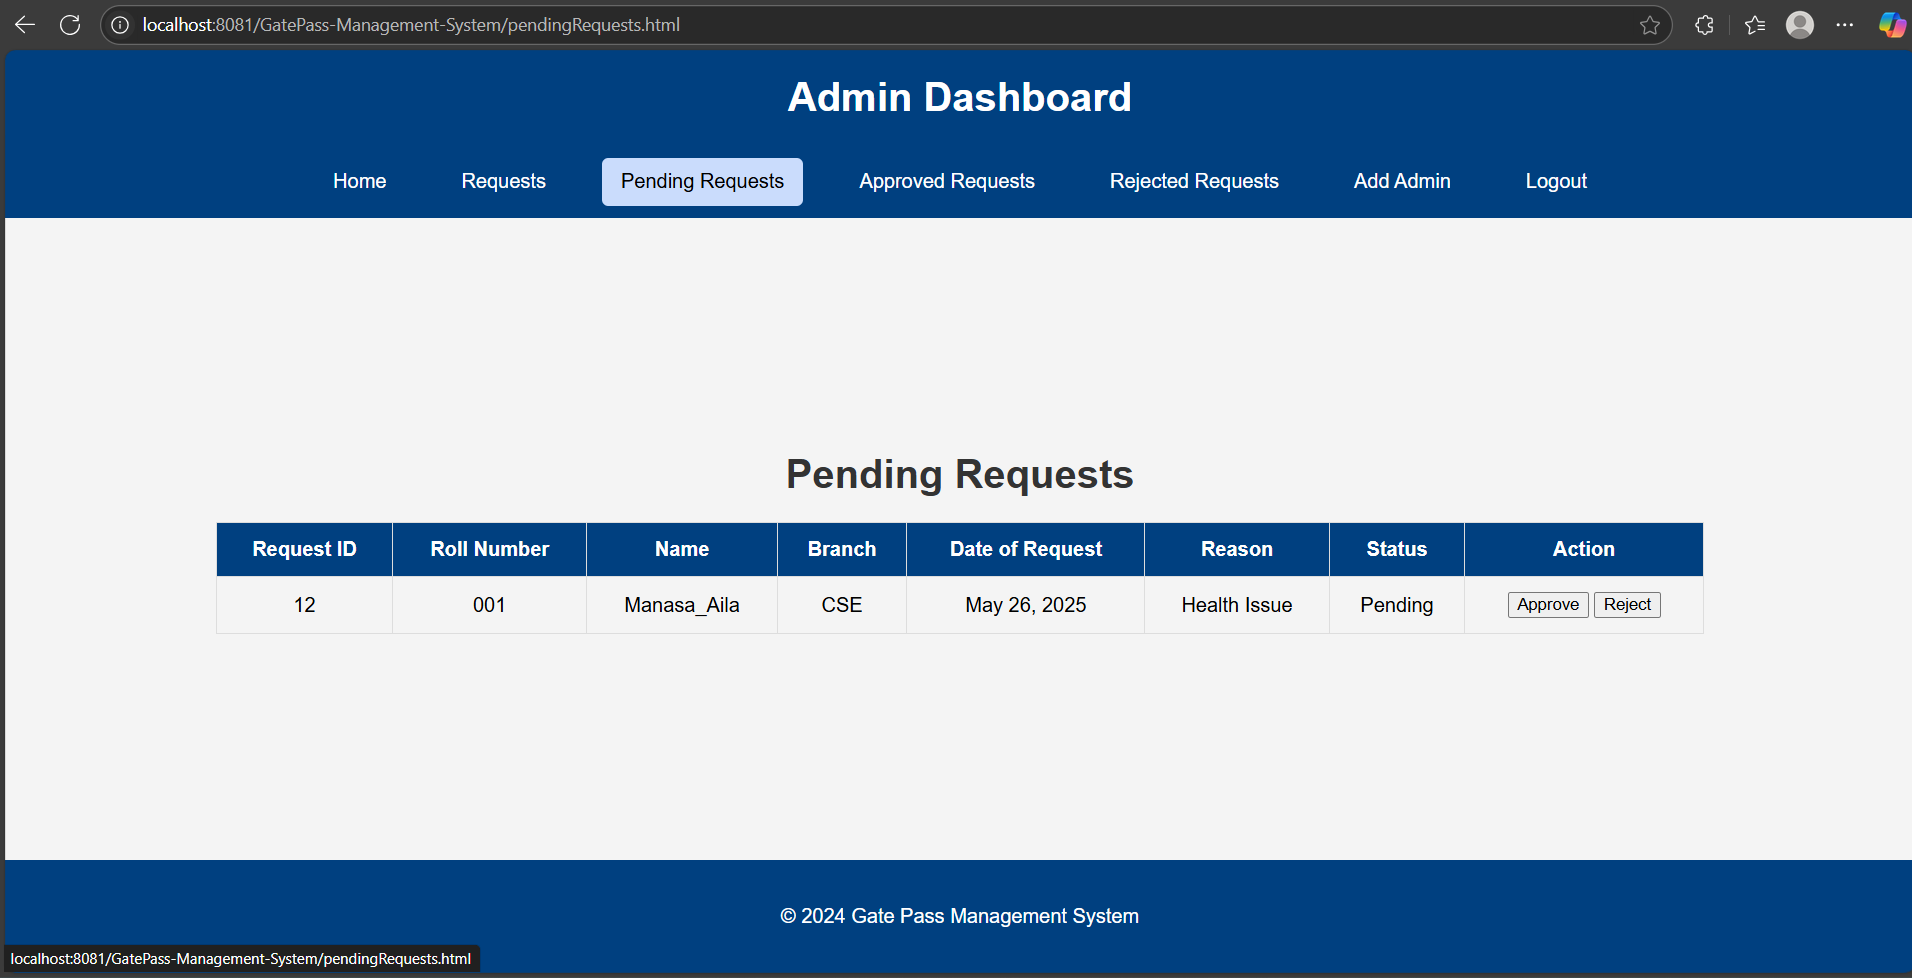 localhost:8081/GatePass-Management-System/pendingRequests.html
Admin Dashboard
Home Requests Pending Requests Approved Requests Rejected Requests Add Admin Logout
Pending Requests
Request ID Roll Number Name Branch Date of Request Reason Status Action
12 001 Manasa_Aila CSE May 26, 2025 Health Issue Pending Approve Reject
© 2024 Gate Pass Management System
localhost:8081/GatePass-Management-System/pendingRequests.html